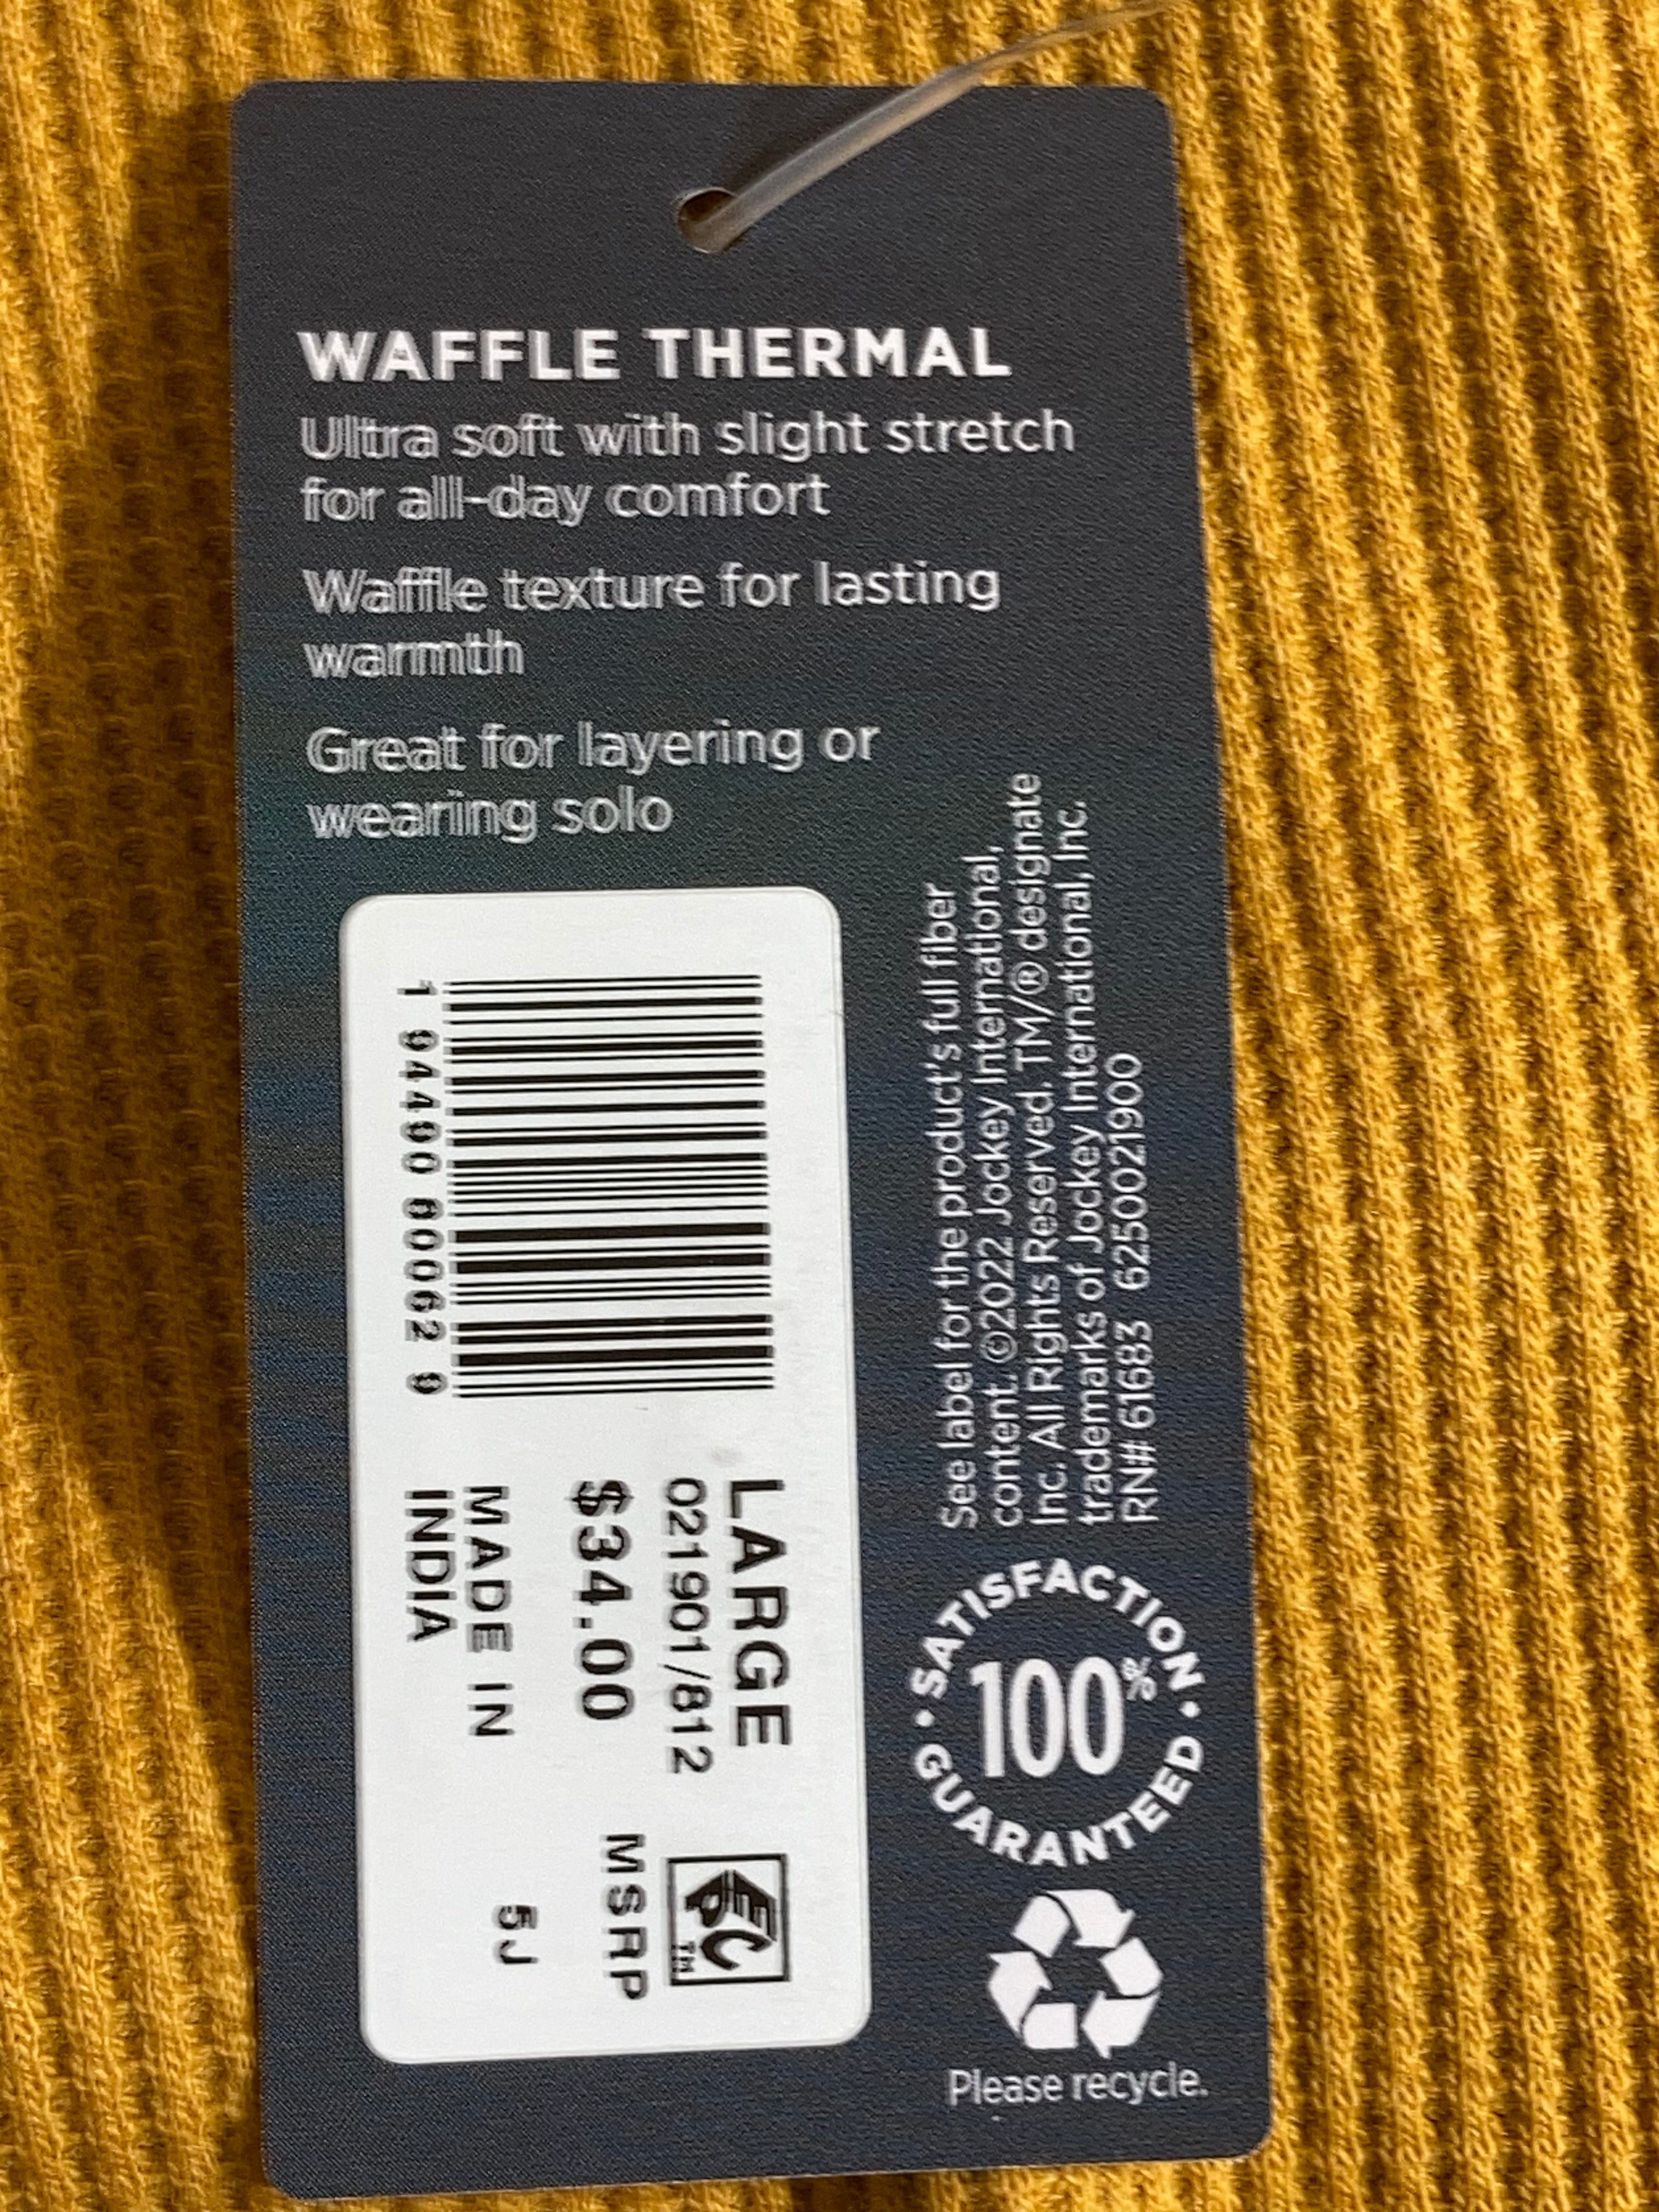 WAFFLE THERMAL
Ultra soft with slight stretch
for all-day comfort
Waffle texture for lasting
warmth
Great for layering or
wearing solo
1 94490 80062 9
LARGE
021901/812
$34.00 MSRP
MADE IN 5J
INDIA
EC™
See label for the product's full fiber
content. ©2022 Jockey International,
Inc. All Rights Reserved. TM/® designate
trademarks of Jockey International, Inc.
RN# 61683 6250021900
• SATISFACTION •
100%
GUARANTEED
Please recycle.